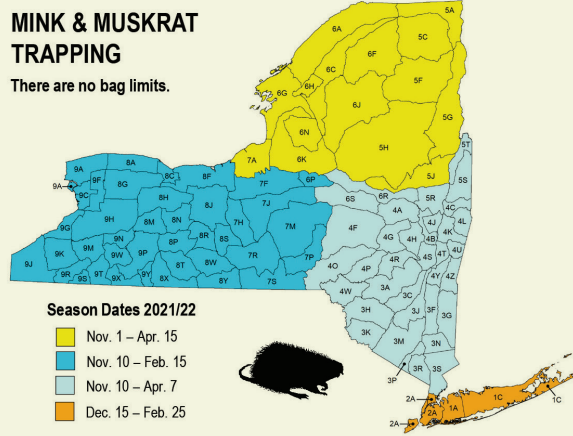 MINK & MUSKRAT
TRAPPING
There are no bag limits.
5A
6A
5C
6F
6C
5F
6H
6G
6J
5G
6N
5H
5T
7A
6K
5J
9A
8A
8C
8F
7F
6P
5S
9A
9F
8G
9C
6S
6R
5R
8H
8J
7J
4A
4C
9G
9H
8M
8N
7H
7M
4F
4G
4H
4J
4L
4K
4B
9K
9M
9N
8P
8R
8S
4R
4S
4T
4U
9J
9W
9P
7R
7P
4O
4P
9R
9S
9T
9X
9Y
8X
8T
8W
8Y
7S
4W
3A
3C
4Y
4Z
3H
3J
3F
3G
3K
3M
3N
3P
3R
3S
2A
2A
2A
1A
1C
1C
Season Dates 2021/22
Nov. 1 – Apr. 15
Nov. 10 – Feb. 15
Nov. 10 – Apr. 7
Dec. 15 – Feb. 25